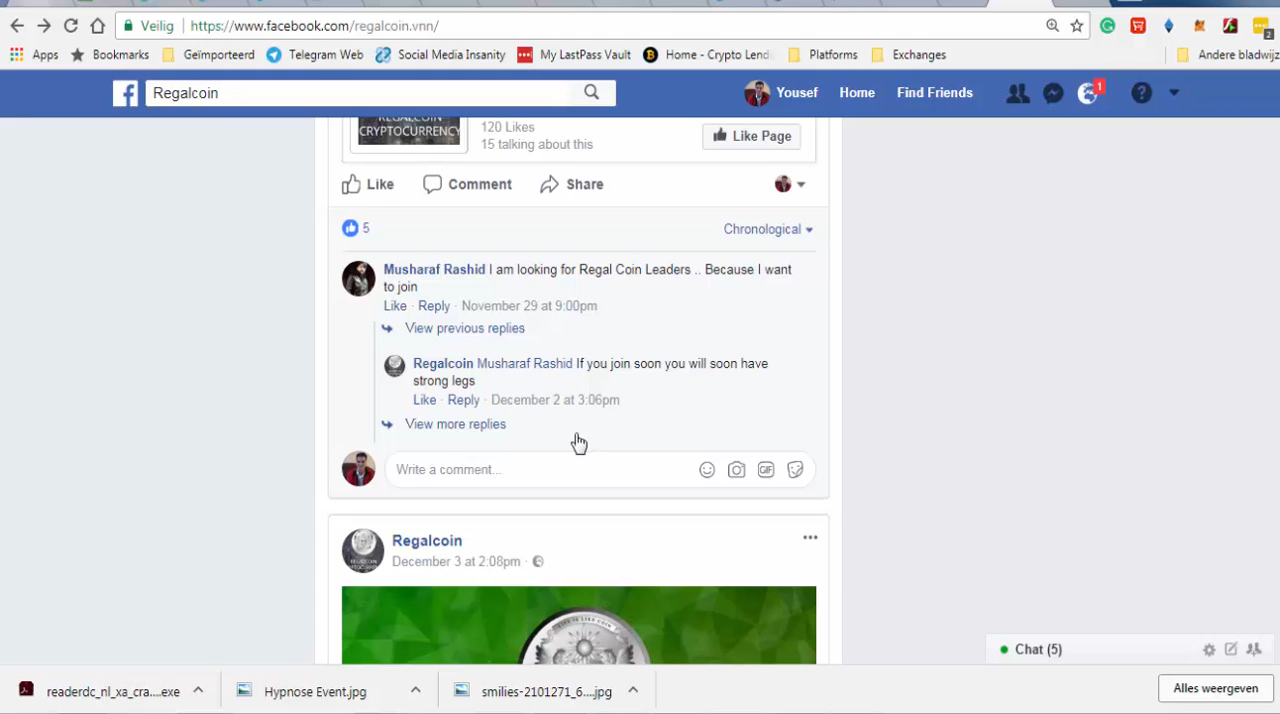 Veilig
https://www.facebook.com/regalcoin.vnn/
2
Apps
Bookmarks
Geïmporteerd
Telegram Web
Social Media Insanity
My LastPass Vault
Home - Crypto Lend
Platforms
Exchanges
Andere bladwijz
Regalcoin
Yousef
Home
Find Friends
1
REGALCOIN
CRYPTOCURRENCY
120 Likes
15 talking about this
Like Page
Like
Comment
Share
5
Chronological
Musharaf Rashid I am looking for Regal Coin Leaders .. Because I want
to join
Like · Reply · November 29 at 9:00pm
View previous replies
Regalcoin Musharaf Rashid If you join soon you will soon have
strong legs
Like · Reply · December 2 at 3:06pm
View more replies
Write a comment...
GIF
Regalcoin
December 3 at 2:08pm ·
Chat (5)
readerdc_nl_xa_cra....exe
Hypnose Event.jpg
smilies-2101271_6....jpg
Alles weergeven